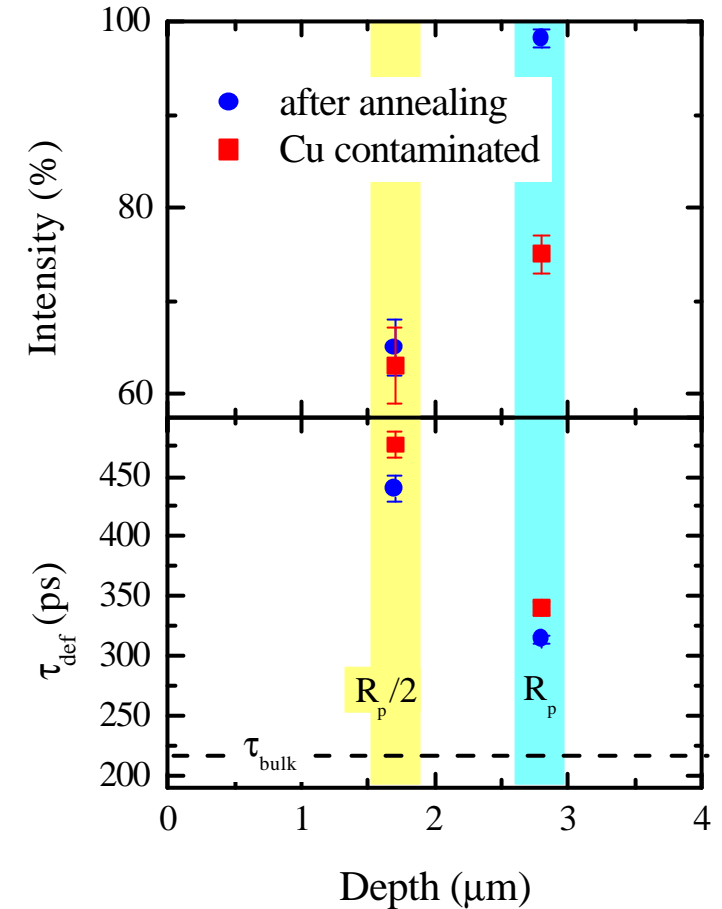 100
80
60
Intensity (%)
after annealing
Cu contaminated
450
400
350
300
250
200
τdef (ps)
Rp/2
Rp
τbulk
0 1 2 3 4
Depth (μm)